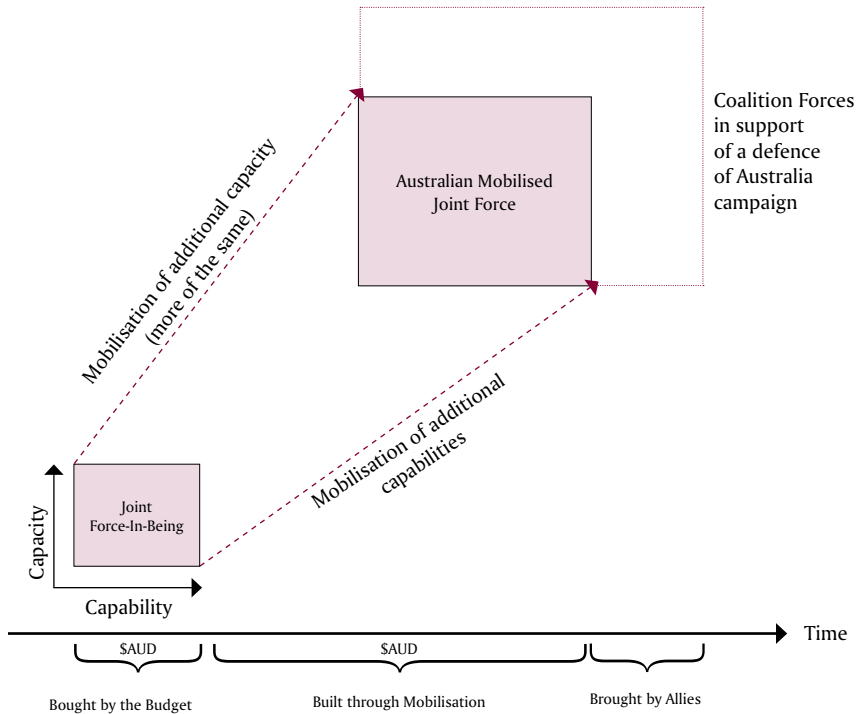 Coalition Forces
in support
of a defence
of Australia
campaign
Australian Mobilised
Joint Force
Mobilisation of additional capacity
(more of the same)
Mobilisation of additional
capabilities
Joint
Force-In-Being
Capacity
Capability
Time
$AUD
$AUD
Bought by the Budget
Built through Mobilisation
Brought by Allies